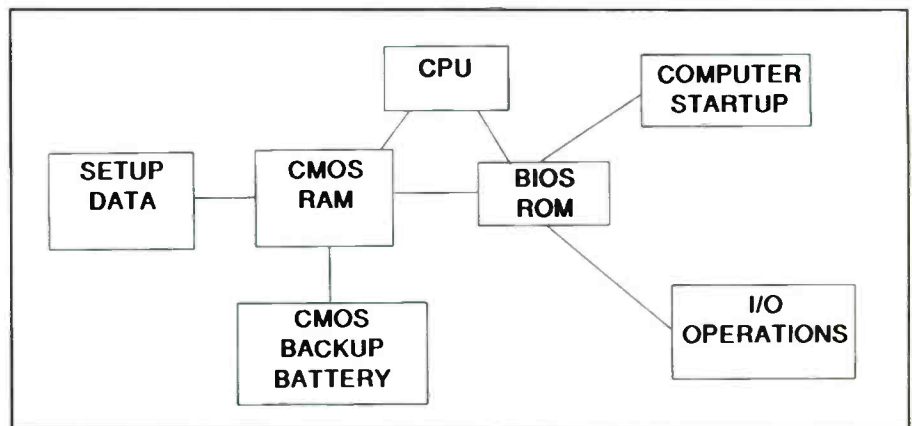 CPU
COMPUTER
STARTUP
SETUP
DATA
CMOS
RAM
BIOS
ROM
CMOS
BACKUP
BATTERY
I/O
OPERATIONS